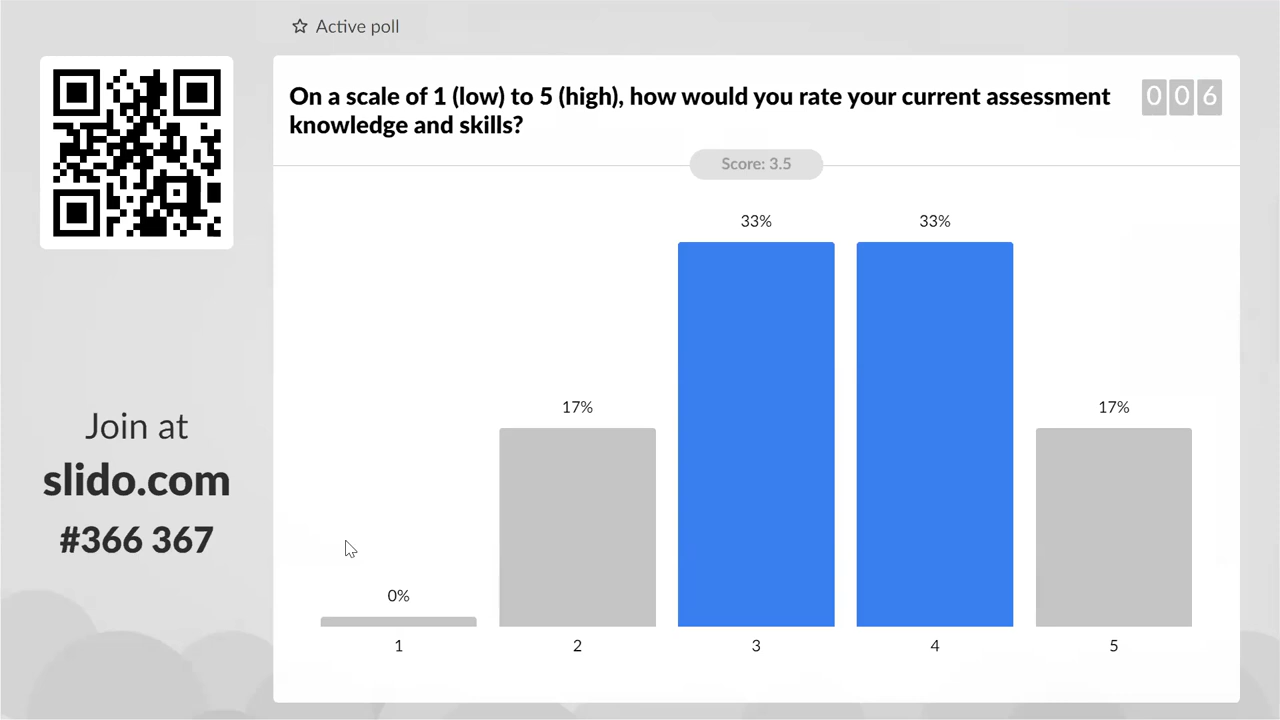 Active poll
On a scale of 1 (low) to 5 (high), how would you rate your current assessment
knowledge and skills?
006
Score: 3.5
33%
33%
17%
17%
0%
1
2
3
4
5
Join at
slido.com
#366 367